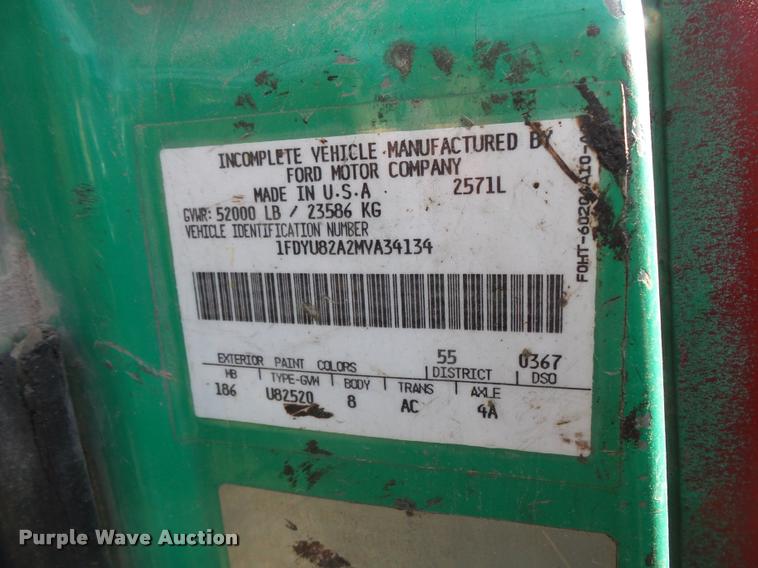 INCOMPLETE VEHICLE MANUFACTURED BY
FORD MOTOR COMPANY
MADE IN U.S.A 2571L
GVWR: 52000 LB / 23586 KG
VEHICLE IDENTIFICATION NUMBER
1FDYU82A2MVA34134
EXTERIOR PAINT COLORS 55 DISTRICT 0367 DSO
WB TYPE-GVW BODY TRANS AXLE
186 U82520 8 AC 4A
Purple Wave Auction